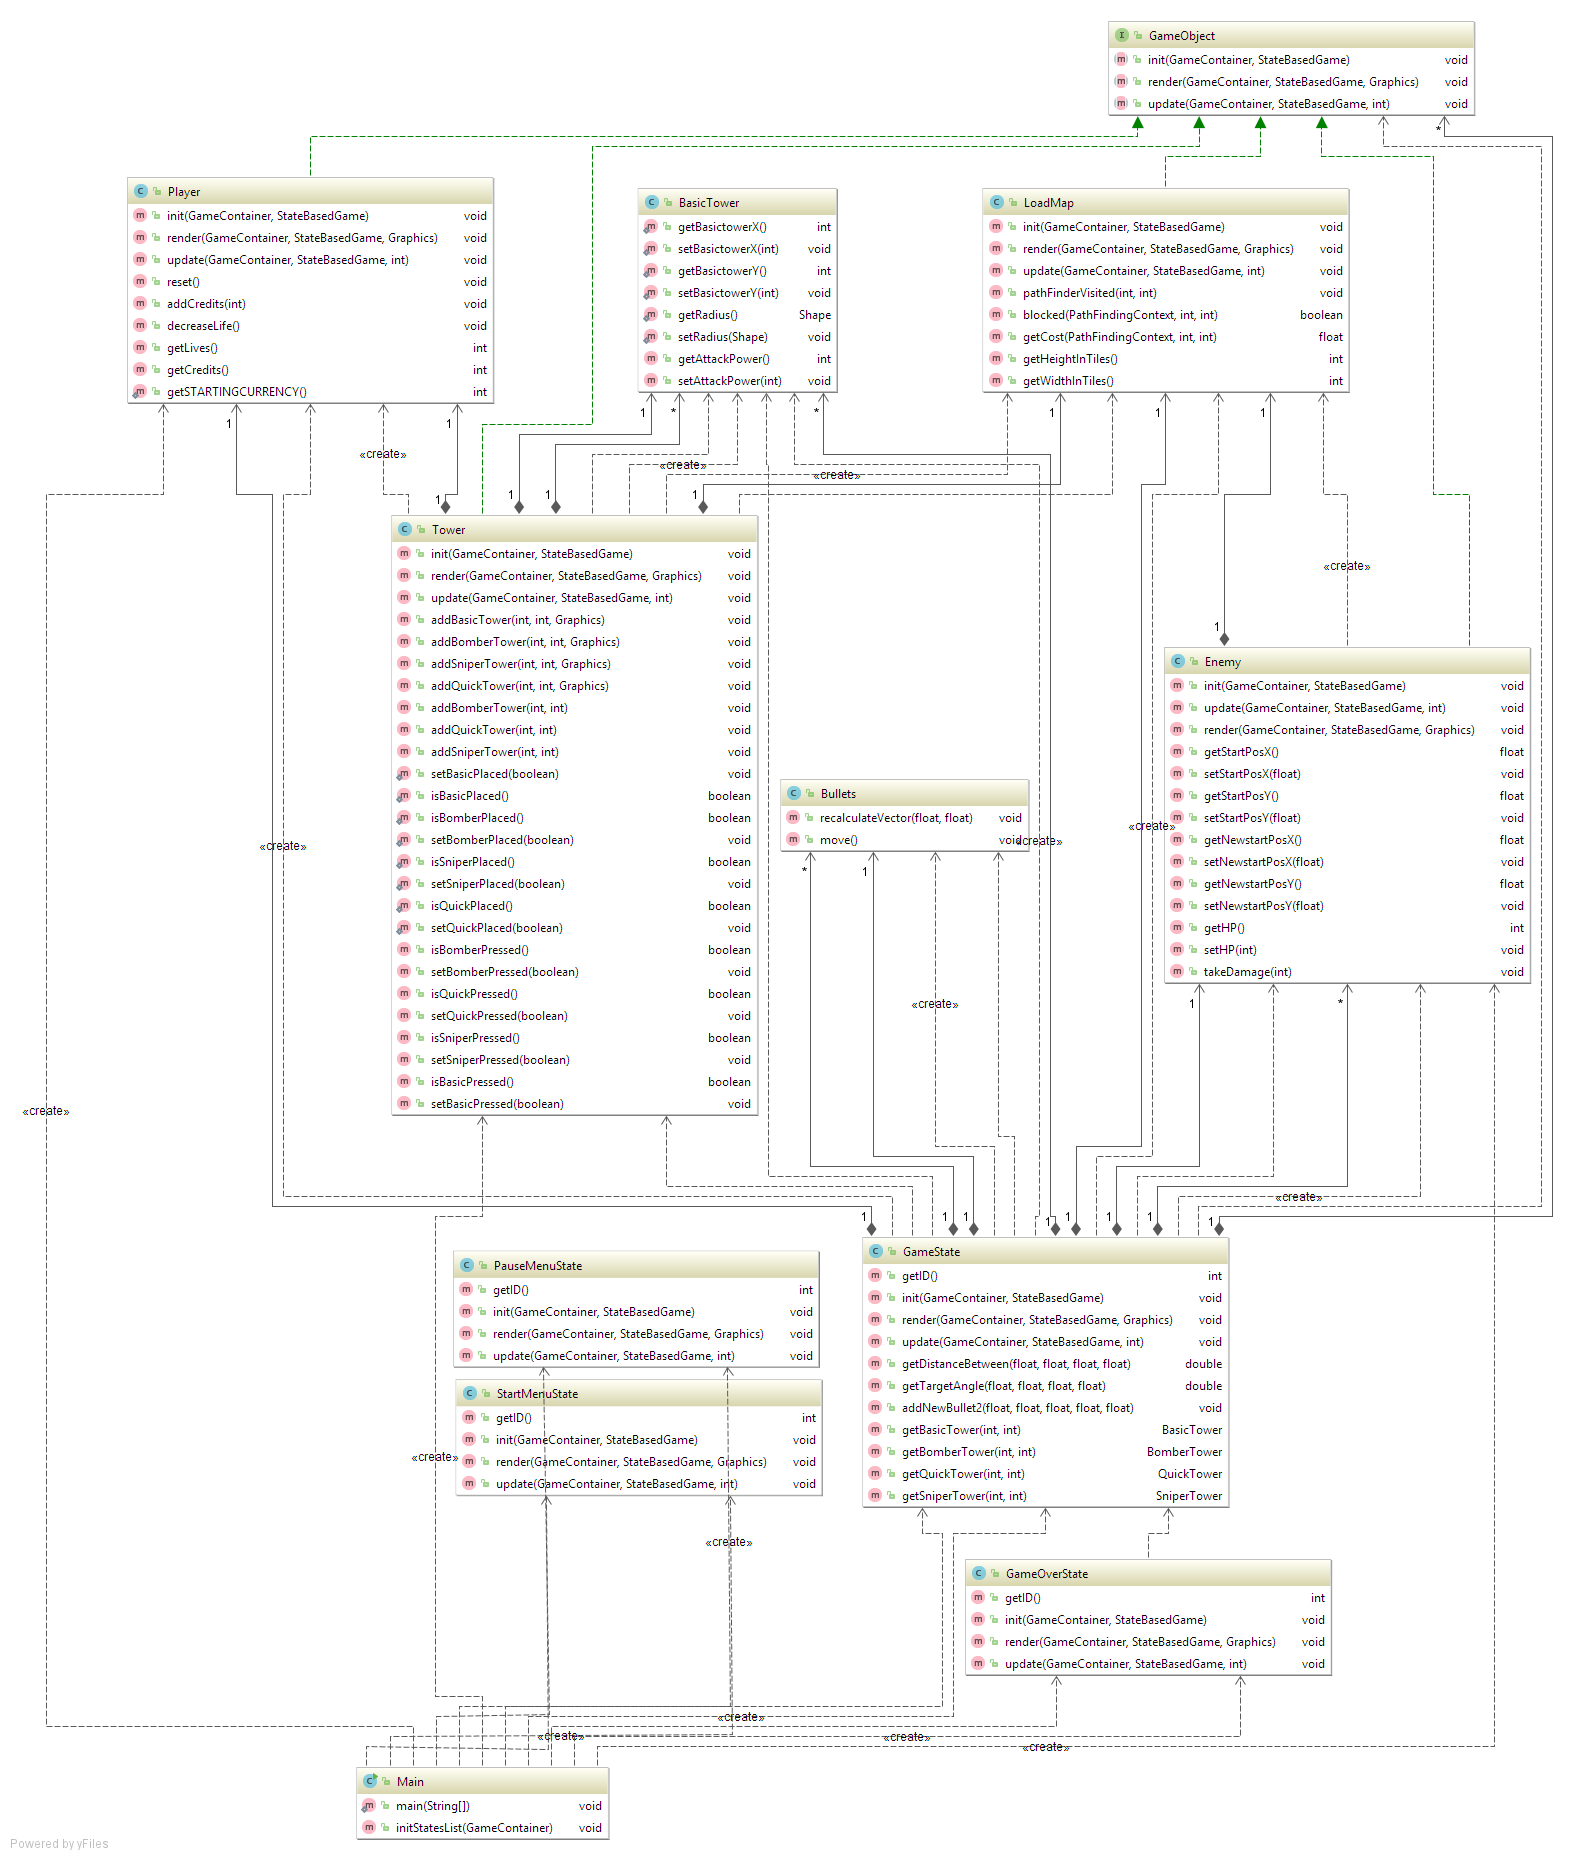 GameObject
init(GameContainer, StateBasedGame) void
render(GameContainer, StateBasedGame, Graphics) void
update(GameContainer, StateBasedGame, int) void
*
Player
init(GameContainer, StateBasedGame) void
render(GameContainer, StateBasedGame, Graphics) void
update(GameContainer, StateBasedGame, int) void
reset() void
addCredits(int) void
decreaseLife() void
getLives() int
getCredits() int
getSTARTINGCURRENCY() int
BasicTower
getBasictowerX() int
setBasictowerX(int) void
getBasictowerY() int
setBasictowerY(int) void
getRadius() Shape
setRadius(Shape) void
getAttackPower() int
setAttackPower(int) void
LoadMap
init(GameContainer, StateBasedGame) void
render(GameContainer, StateBasedGame, Graphics) void
update(GameContainer, StateBasedGame, int) void
pathFinderVisited(int, int) void
blocked(PathFindingContext, int, int) boolean
getCost(PathFindingContext, int, int) float
getHeightInTiles() int
getWidthInTiles() int
1 1 1 * * 1 1 1
«create»
«create»
«create»
1 1 1 1
Tower
init(GameContainer, StateBasedGame) void
render(GameContainer, StateBasedGame, Graphics) void
update(GameContainer, StateBasedGame, int) void
addBasicTower(int, int, Graphics) void
addBomberTower(int, int, Graphics) void
addSniperTower(int, int, Graphics) void
addQuickTower(int, int, Graphics) void
addBomberTower(int, int) void
addQuickTower(int, int) void
addSniperTower(int, int) void
setBasicPlaced(boolean) void
isBasicPlaced() boolean
isBomberPlaced() boolean
setBomberPlaced(boolean) void
isSniperPlaced() boolean
setSniperPlaced(boolean) void
isQuickPlaced() boolean
setQuickPlaced(boolean) void
isBomberPressed() boolean
setBomberPressed(boolean) void
isQuickPressed() boolean
setQuickPressed(boolean) void
isSniperPressed() boolean
setSniperPressed(boolean) void
isBasicPressed() boolean
setBasicPressed(boolean) void
«create»
1
Enemy
init(GameContainer, StateBasedGame) void
update(GameContainer, StateBasedGame, int) void
render(GameContainer, StateBasedGame, Graphics) void
getStartPosX() float
setStartPosX(float) void
getStartPosY() float
setStartPosY(float) void
getNewstartPosX() float
setNewstartPosX(float) void
getNewstartPosY() float
setNewstartPosY(float) void
getHP() int
setHP(int) void
takeDamage(int) void
Bullets
recalculateVector(float, float) void
move() void
«create»
«create»
«create»
* 1
«create»
1 *
«create»
«create»
1 1 1 1 1 1 1
GameState
getID() int
init(GameContainer, StateBasedGame) void
render(GameContainer, StateBasedGame, Graphics) void
update(GameContainer, StateBasedGame, int) void
getDistanceBetween(float, float, float, float) double
getTargetAngle(float, float, float, float) double
addNewBullet2(float, float, float, float, float) void
getBasicTower(int, int) BasicTower
getBomberTower(int, int) BomberTower
getQuickTower(int, int) QuickTower
getSniperTower(int, int) SniperTower
PauseMenuState
getID() int
init(GameContainer, StateBasedGame) void
render(GameContainer, StateBasedGame, Graphics) void
update(GameContainer, StateBasedGame, int) void
StartMenuState
getID() int
init(GameContainer, StateBasedGame) void
render(GameContainer, StateBasedGame, Graphics) void
update(GameContainer, StateBasedGame, int) void
«create»
«create»
GameOverState
getID() int
init(GameContainer, StateBasedGame) void
render(GameContainer, StateBasedGame, Graphics) void
update(GameContainer, StateBasedGame, int) void
«create»
«create»
«create»
«create»
Main
main(String[]) void
initStatesList(GameContainer) void
Powered by yFiles